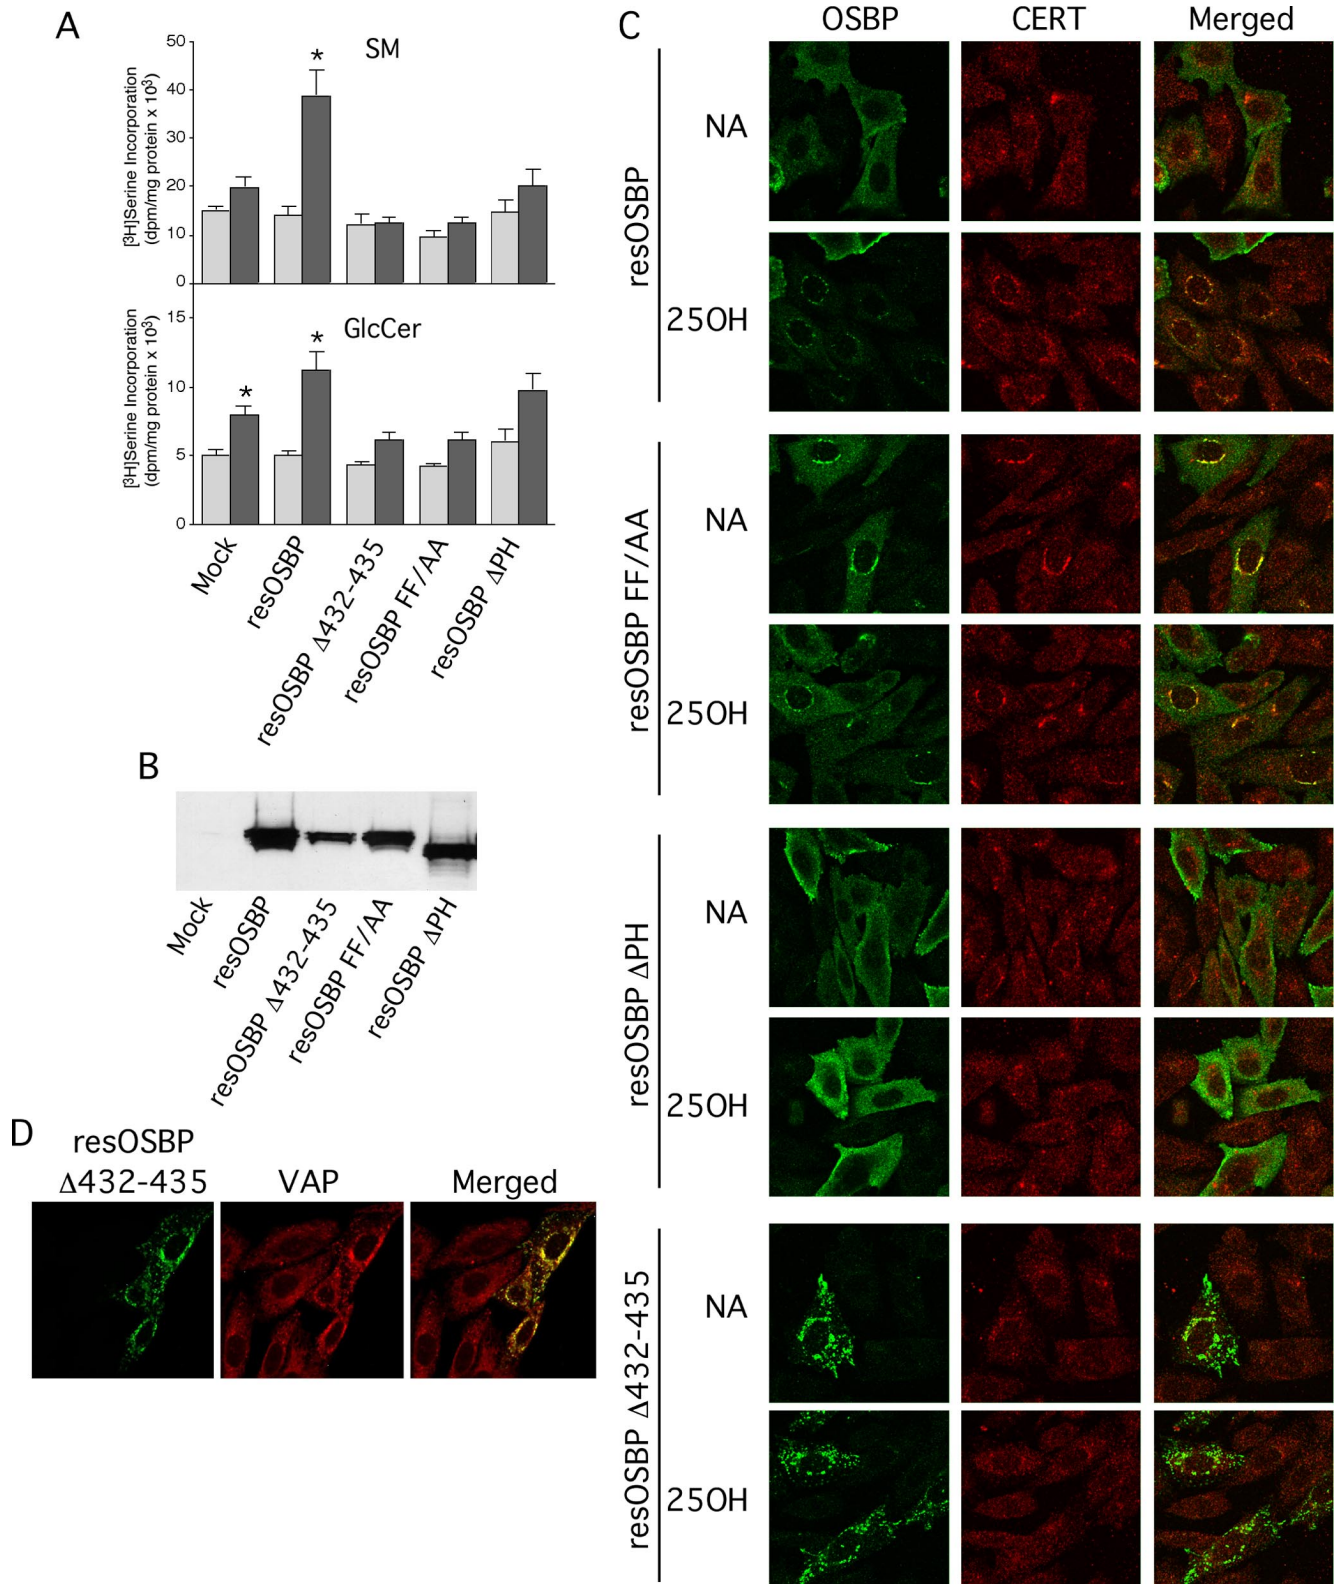 A
SM
50
40
30
20
10
0
[³H]Serine Incorporation
(dpm/mg protein x 10³)
*
GlcCer
15
10
5
0
[³H]Serine Incorporation
(dpm/mg protein x 10³)
*
*
Mock
resOSBP
resOSBP Δ432-435
resOSBP FF/AA
resOSBP ΔPH
B
Mock
resOSBP
resOSBP Δ432-435
resOSBP FF/AA
resOSBP ΔPH
C
OSBP CERT Merged
resOSBP
NA
25OH
resOSBP FF/AA
NA
25OH
resOSBP ΔPH
NA
25OH
resOSBP Δ432-435
NA
25OH
D
resOSBP
Δ432-435 VAP Merged